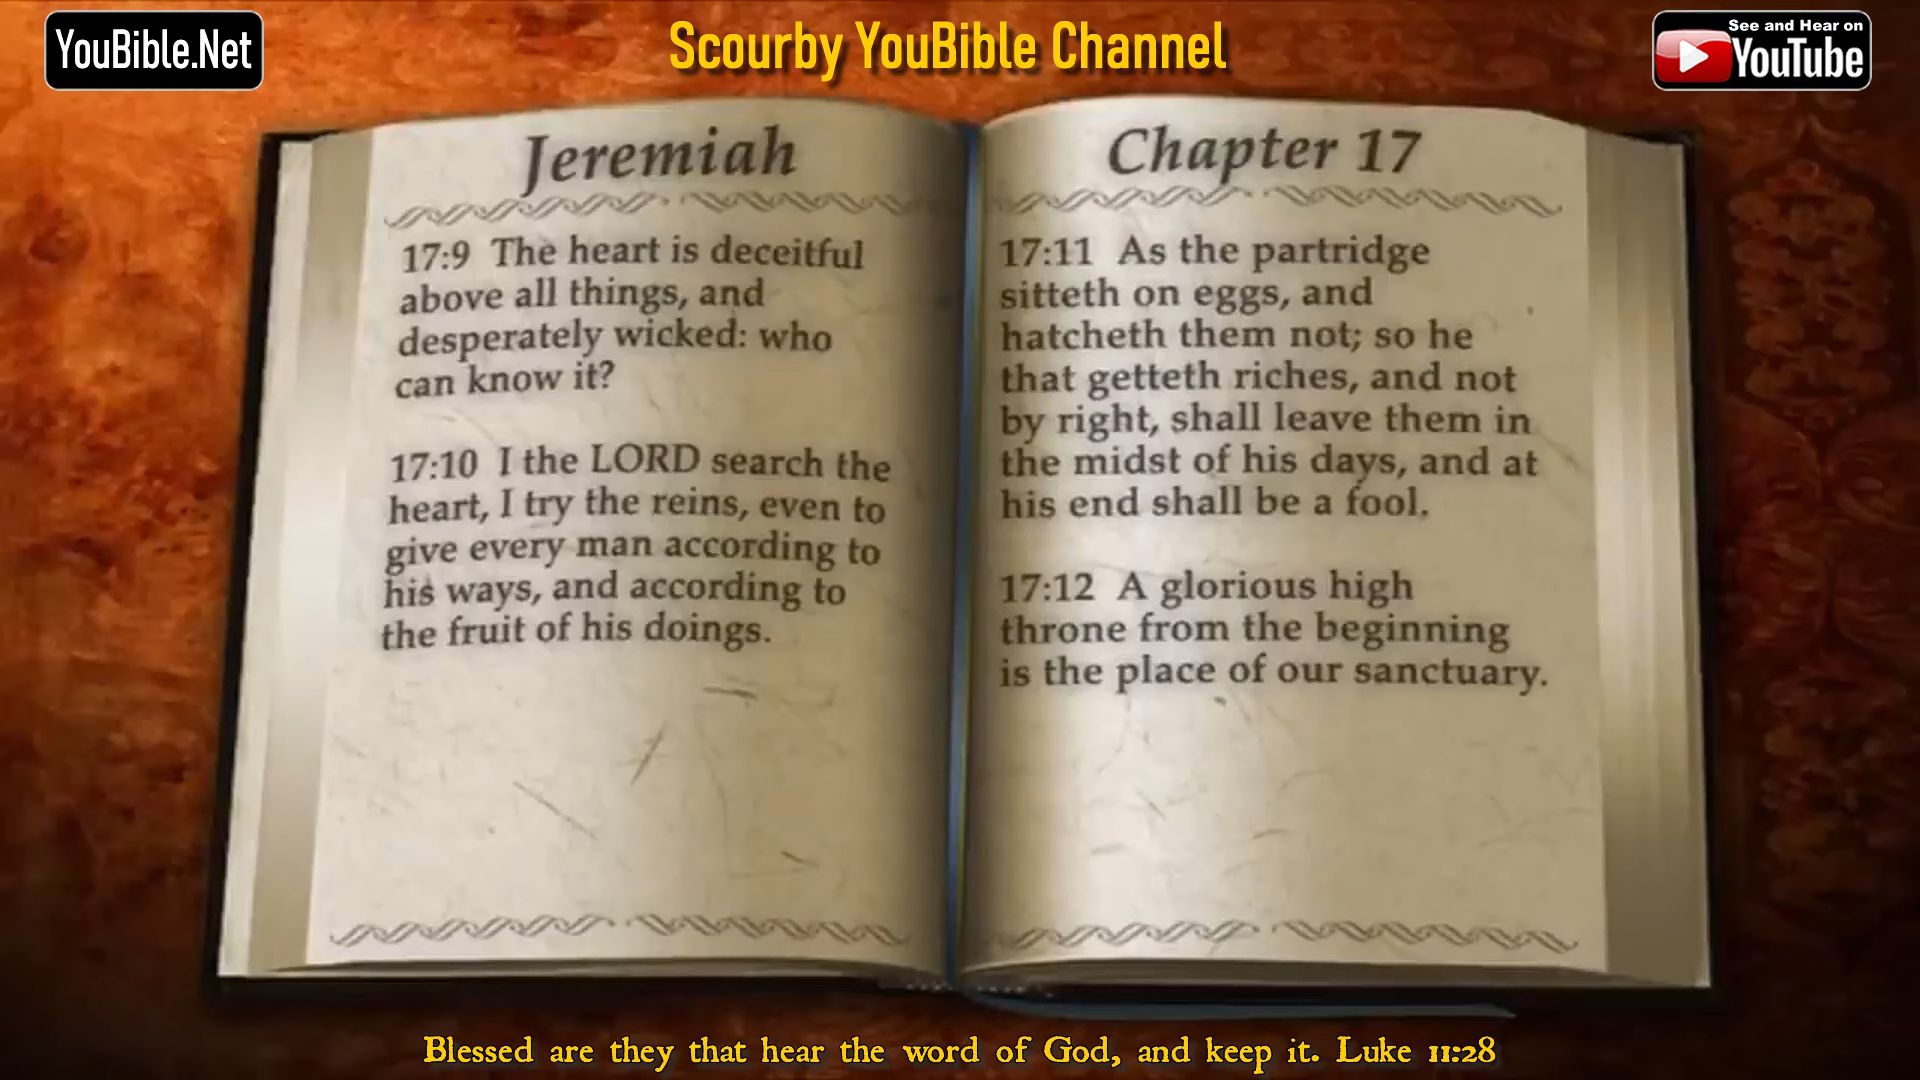 YouBible.Net
Scourby YouBible Channel
See and Hear on
YouTube
Jeremiah
17:9 The heart is deceitful
above all things, and
desperately wicked: who
can know it?
17:10 I the LORD search the
heart, I try the reins, even to
give every man according to
his ways, and according to
the fruit of his doings.
Chapter 17
17:11 As the partridge
sitteth on eggs, and
hatcheth them not; so he
that getteth riches, and not
by right, shall leave them in
the midst of his days, and at
his end shall be a fool.
17:12 A glorious high
throne from the beginning
is the place of our sanctuary.
Blessed are they that hear the word of God, and keep it. Luke 11:28